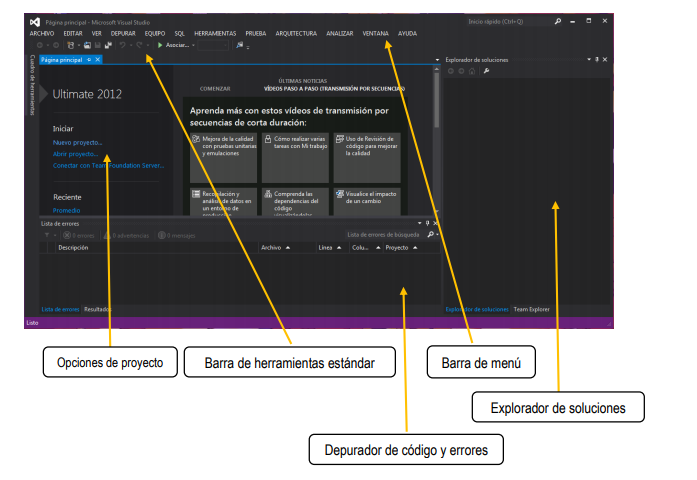 Página principal - Microsoft Visual Studio
Inicio rápido (Ctrl+Q)
ARCHIVO EDITAR VER DEPURAR EQUIPO SQL HERRAMIENTAS PRUEBA ARQUITECTURA ANALIZAR VENTANA AYUDA
Asociar...
Cuadro de herramientas
Página principal
Explorador de soluciones
Ultimate 2012
COMENZAR
ÚLTIMAS NOTICIAS
VÍDEOS PASO A PASO (TRANSMISIÓN POR SECUENCIAS)
Aprenda más con estos vídeos de transmisión por
secuencias de corta duración:
Iniciar
Nuevo proyecto...
Abrir proyecto...
Conectar con Team Foundation Server...
Mejora de la calidad
con pruebas unitarias
y emulaciones
Cómo realizar varias
tareas con Mi trabajo
Uso de Revisión de
código para mejorar
la calidad
Reciente
Promedio
Recopilación y
análisis de datos en
un entorno de
producción
Comprenda las
dependencias del
código
Visualice el impacto
de un cambio
Lista de errores
0 errores 0 advertencias 0 mensajes
Lista de errores de búsqueda
Descripción Archivo Línea Colu... Proyecto
Lista de errores Resultados
Explorador de soluciones Team Explorer
Listo
Opciones de proyecto
Barra de herramientas estándar
Barra de menú
Explorador de soluciones
Depurador de código y errores